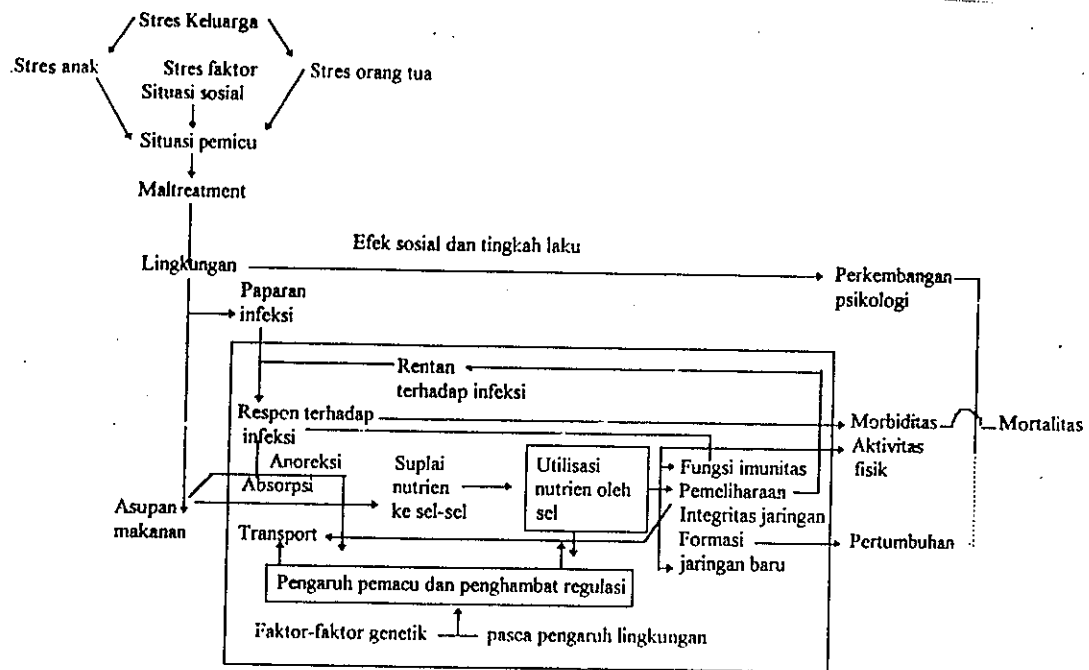 Stres Keluarga
.Stres anak
Stres faktor
Situasi sosial
Stres orang tua
Situasi pemicu
Maltreatment
Efek sosial dan tingkah laku
Lingkungan
Perkembangan
psikologi
Paparan
infeksi
Rentan
terhadap infeksi
Respon terhadap
infeksi
Morbiditas
Mortalitas
Aktivitas
fisik
Anoreksi
Absorpsi
Suplai
nutrien
ke sel-sel
Utilisasi
nutrien oleh
sel
Fungsi imunitas
Pemeliharaan
Integritas jaringan
Formasi
jaringan baru
Asupan
makanan
Transport
Pertumbuhan
Pengaruh pemacu dan penghambat regulasi
Faktor-faktor genetik
pasca pengaruh lingkungan